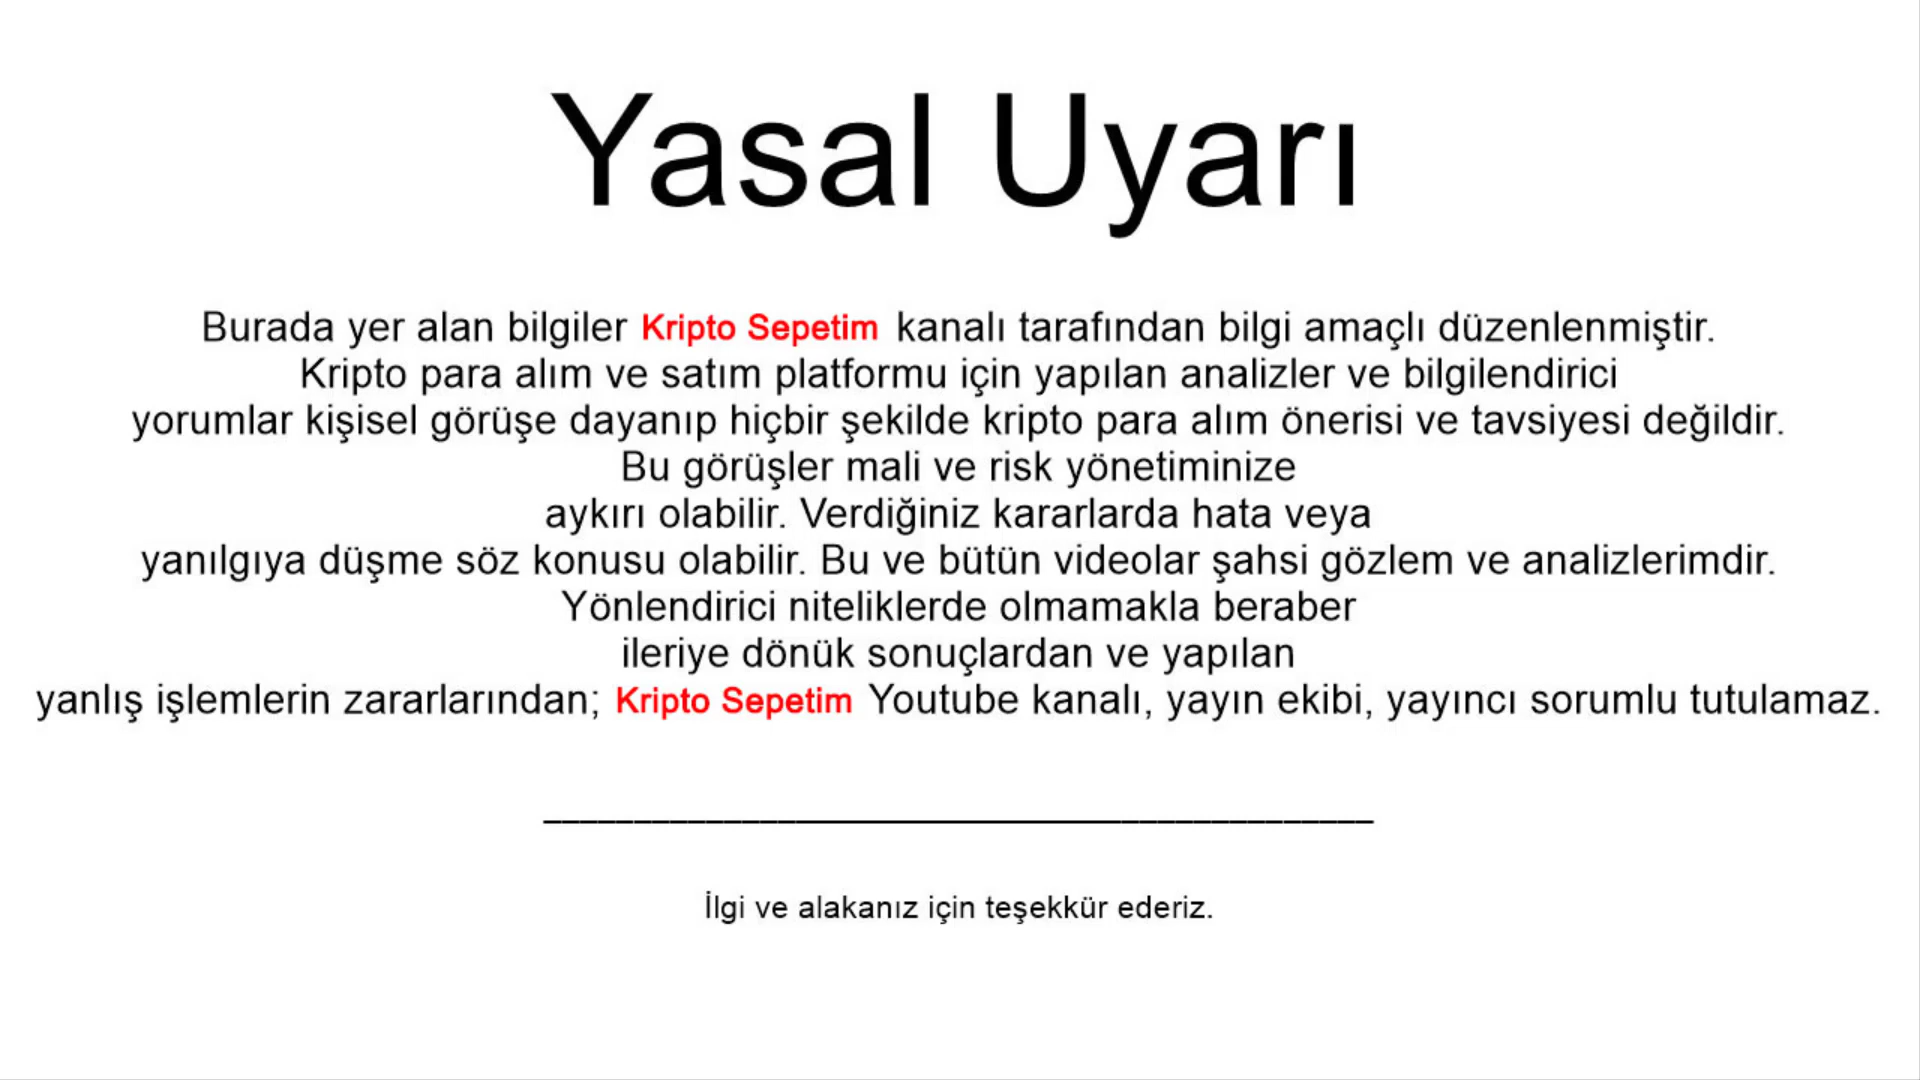 Yasal Uyarı
Burada yer alan bilgiler Kripto Sepetim kanalı tarafından bilgi amaçlı düzenlenmiştir.
Kripto para alım ve satım platformu için yapılan analizler ve bilgilendirici
yorumlar kişisel görüşe dayanıp hiçbir şekilde kripto para alım önerisi ve tavsiyesi değildir.
Bu görüşler mali ve risk yönetiminize
aykırı olabilir. Verdiğiniz kararlarda hata veya
yanılgıya düşme söz konusu olabilir. Bu ve bütün videolar şahsi gözlem ve analizlerimdir.
Yönlendirici niteliklerde olmamakla beraber
ileriye dönük sonuçlardan ve yapılan
yanlış işlemlerin zararlarından; Kripto Sepetim Youtube kanalı, yayın ekibi, yayıncı sorumlu tutulamaz.
İlgi ve alakanız için teşekkür ederiz.